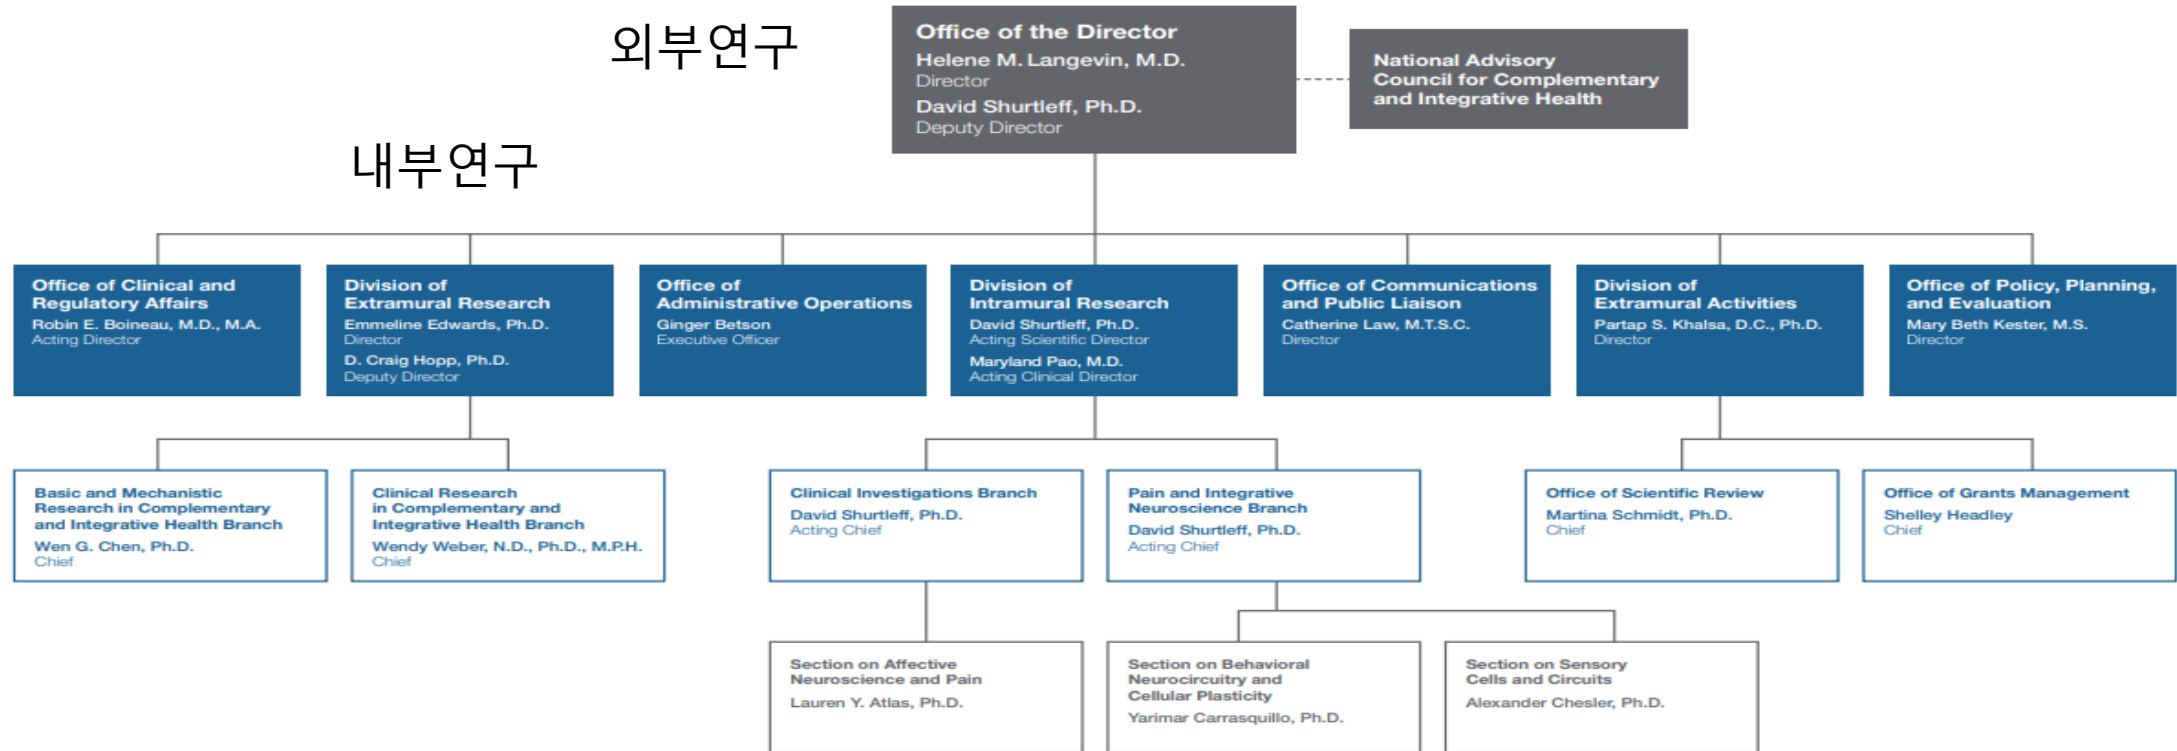 외부연구
Office of the Director
Helene M. Langevin, M.D.
Director
David Shurtleff, Ph.D.
Deputy Director
National Advisory
Council for Complementary
and Integrative Health
내부연구
Office of Clinical and
Regulatory Affairs
Robin E. Boineau, M.D., M.A.
Acting Director
Division of
Extramural Research
Emmeline Edwards, Ph.D.
Director
D. Craig Hopp, Ph.D.
Deputy Director
Office of
Administrative Operations
Ginger Betson
Executive Officer
Division of
Intramural Research
David Shurtleff, Ph.D.
Acting Scientific Director
Maryland Pao, M.D.
Acting Clinical Director
Office of Communications
and Public Liaison
Catherine Law, M.T.S.C.
Director
Division of
Extramural Activities
Partap S. Khalsa, D.C., Ph.D.
Director
Office of Policy, Planning,
and Evaluation
Mary Beth Kester, M.S.
Director
Basic and Mechanistic
Research in Complementary
and Integrative Health Branch
Wen G. Chen, Ph.D.
Chief
Clinical Research
in Complementary and
Integrative Health Branch
Wendy Weber, N.D., Ph.D., M.P.H.
Chief
Clinical Investigations Branch
David Shurtleff, Ph.D.
Acting Chief
Pain and Integrative
Neuroscience Branch
David Shurtleff, Ph.D.
Acting Chief
Office of Scientific Review
Martina Schmidt, Ph.D.
Chief
Office of Grants Management
Shelley Headley
Chief
Section on Affective
Neuroscience and Pain
Lauren Y. Atlas, Ph.D.
Section on Behavioral
Neurocircuitry and
Cellular Plasticity
Yarimar Carrasquillo, Ph.D.
Section on Sensory
Cells and Circuits
Alexander Chesler, Ph.D.